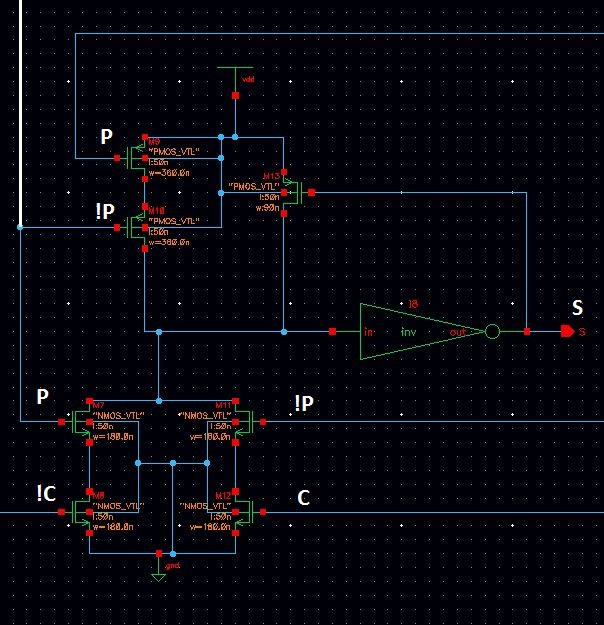 vdd
P
M9
"PMOS_VTL"
l:50n
w=360.0n
M13
"PMOS_VTL"
l:50n
w:90n
!P
M10
"PMOS_VTL"
l:50n
w=360.0n
I8
in
inv
out
S
S
P
M7
"NMOS_VTL"
l:50n
w=180.0n
M11
"NMOS_VTL"
l:50n
w=180.0n
!P
!C
M8
"NMOS_VTL"
l:50n
w=180.0n
M12
"NMOS_VTL"
l:50n
w=180.0n
C
gnd